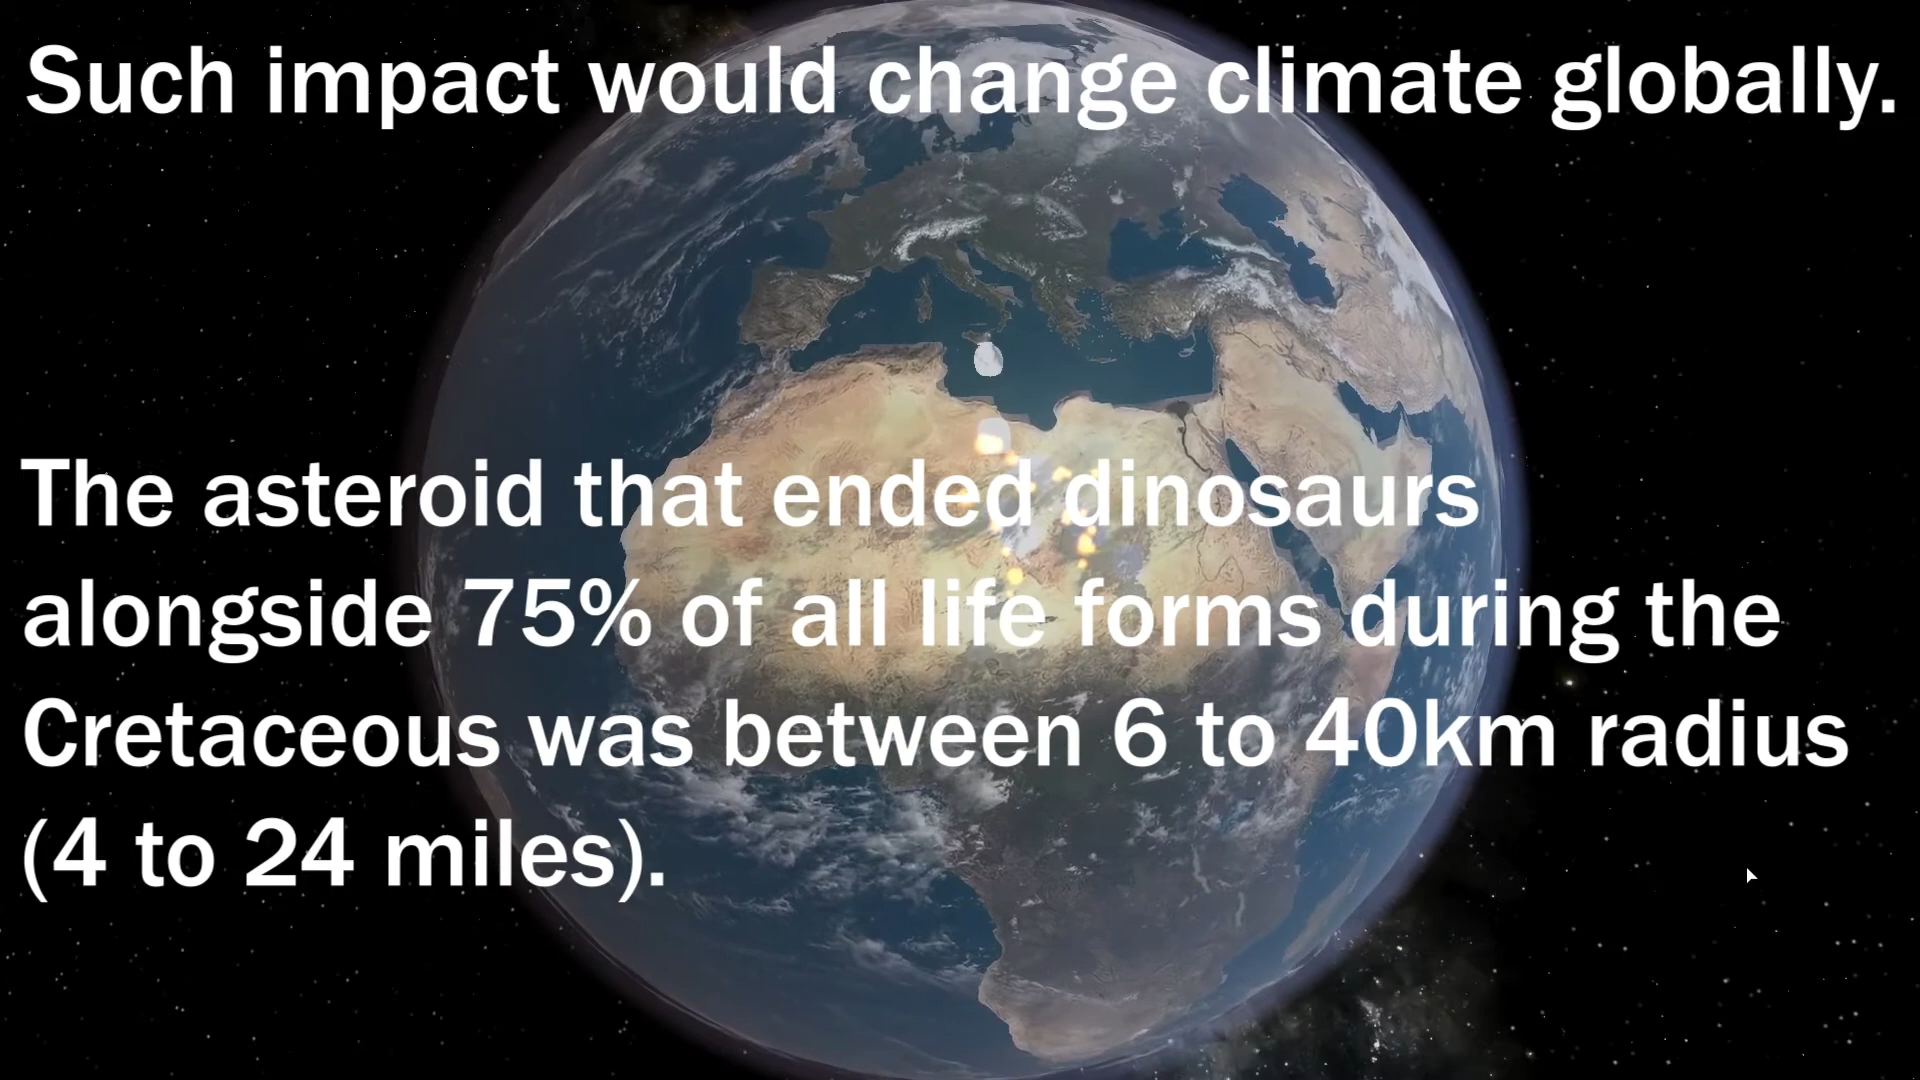 Such impact would change climate globally.
The asteroid that ended dinosaurs
alongside 75% of all life forms during the
Cretaceous was between 6 to 40km radius
(4 to 24 miles).